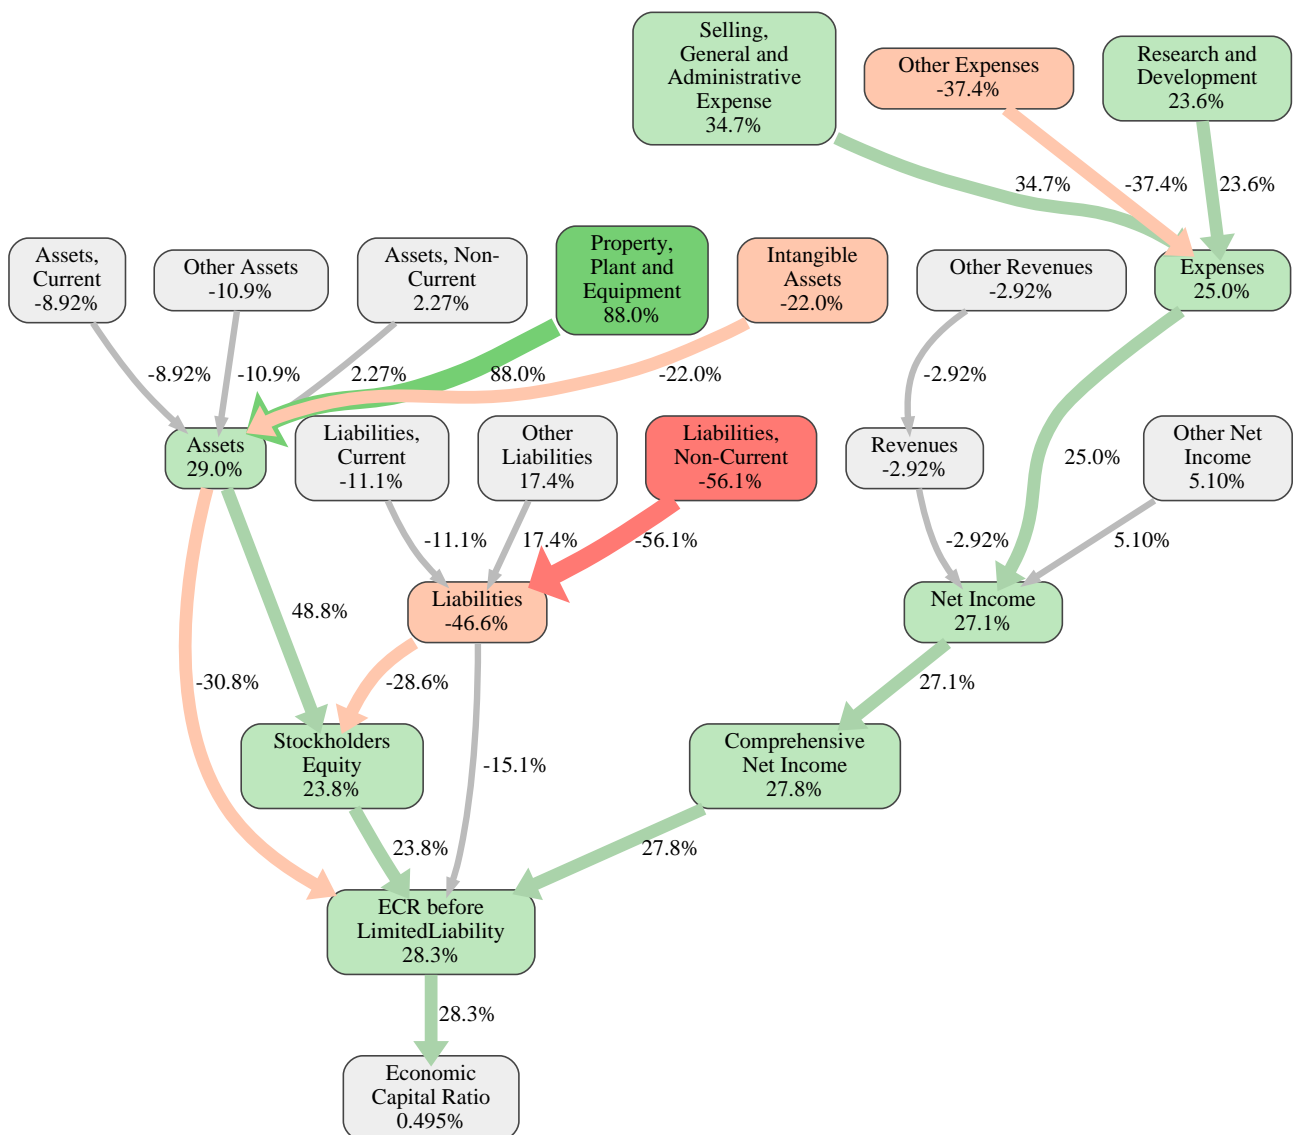 Selling,
General and
Administrative
Expense
34.7%
Other Expenses
-37.4%
Research and
Development
23.6%
34.7%
-37.4%
23.6%
Assets,
Current
-8.92%
Other Assets
-10.9%
Assets, Non-
Current
2.27%
Property,
Plant and
Equipment
88.0%
Intangible
Assets
-22.0%
Other Revenues
-2.92%
Expenses
25.0%
-8.92%
-10.9%
2.27%
88.0%
-22.0%
-2.92%
25.0%
Assets
29.0%
Liabilities,
Current
-11.1%
Other
Liabilities
17.4%
Liabilities,
Non-Current
-56.1%
Revenues
-2.92%
Other Net
Income
5.10%
-11.1%
17.4%
-56.1%
-2.92%
5.10%
48.8%
Liabilities
-46.6%
Net Income
27.1%
-30.8%
-28.6%
27.1%
Stockholders
Equity
23.8%
-15.1%
Comprehensive
Net Income
27.8%
23.8%
27.8%
ECR before
LimitedLiability
28.3%
28.3%
Economic
Capital Ratio
0.495%